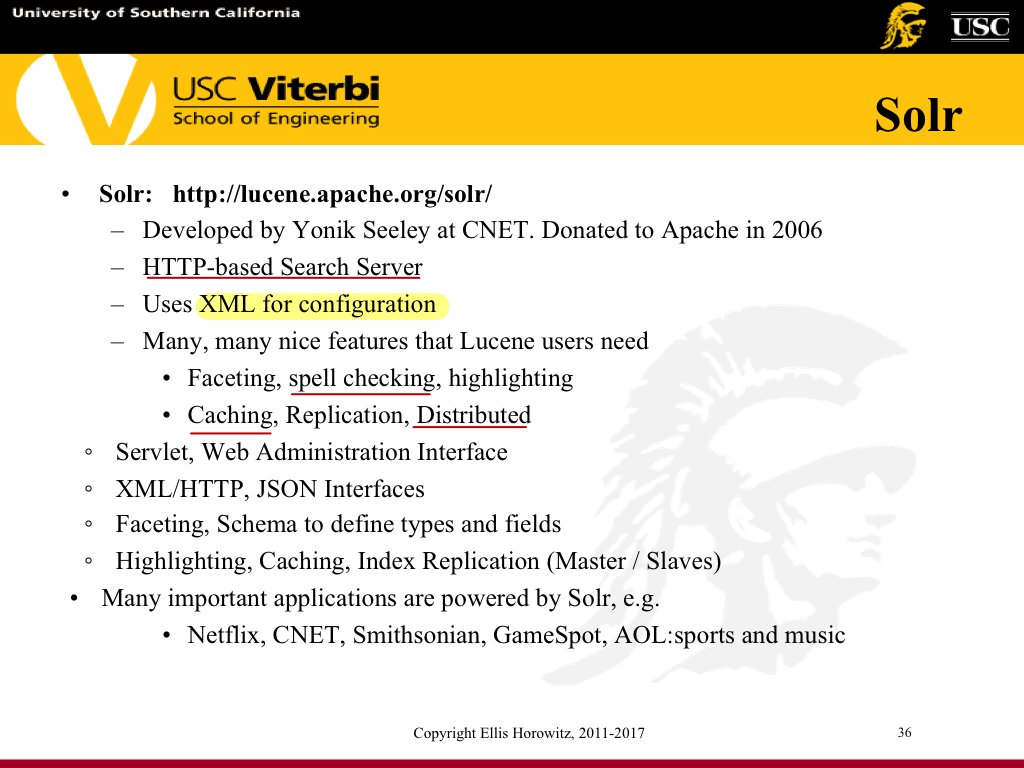 University of Southern California
USC
USC Viterbi
School of Engineering
Solr
• Solr: http://lucene.apache.org/solr/
– Developed by Yonik Seeley at CNET. Donated to Apache in 2006
– HTTP-based Search Server
– Uses XML for configuration
– Many, many nice features that Lucene users need
• Faceting, spell checking, highlighting
• Caching, Replication, Distributed
◦ Servlet, Web Administration Interface
◦ XML/HTTP, JSON Interfaces
◦ Faceting, Schema to define types and fields
◦ Highlighting, Caching, Index Replication (Master / Slaves)
• Many important applications are powered by Solr, e.g.
• Netflix, CNET, Smithsonian, GameSpot, AOL:sports and music
Copyright Ellis Horowitz, 2011-2017
36